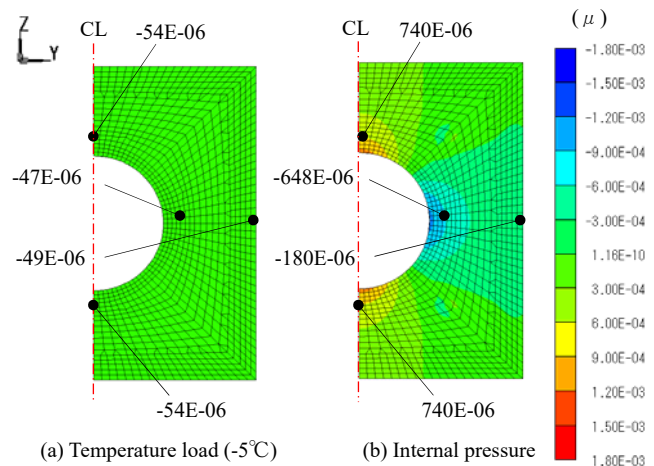 Z
Y
CL
-54E-06
-47E-06
-49E-06
-54E-06
(a) Temperature load (-5℃)
CL
740E-06
-648E-06
-180E-06
740E-06
(b) Internal pressure
(μ)
-1.80E-03
-1.50E-03
-1.20E-03
-9.00E-04
-6.00E-04
-3.00E-04
1.16E-10
3.00E-04
6.00E-04
9.00E-04
1.20E-03
1.50E-03
1.80E-03